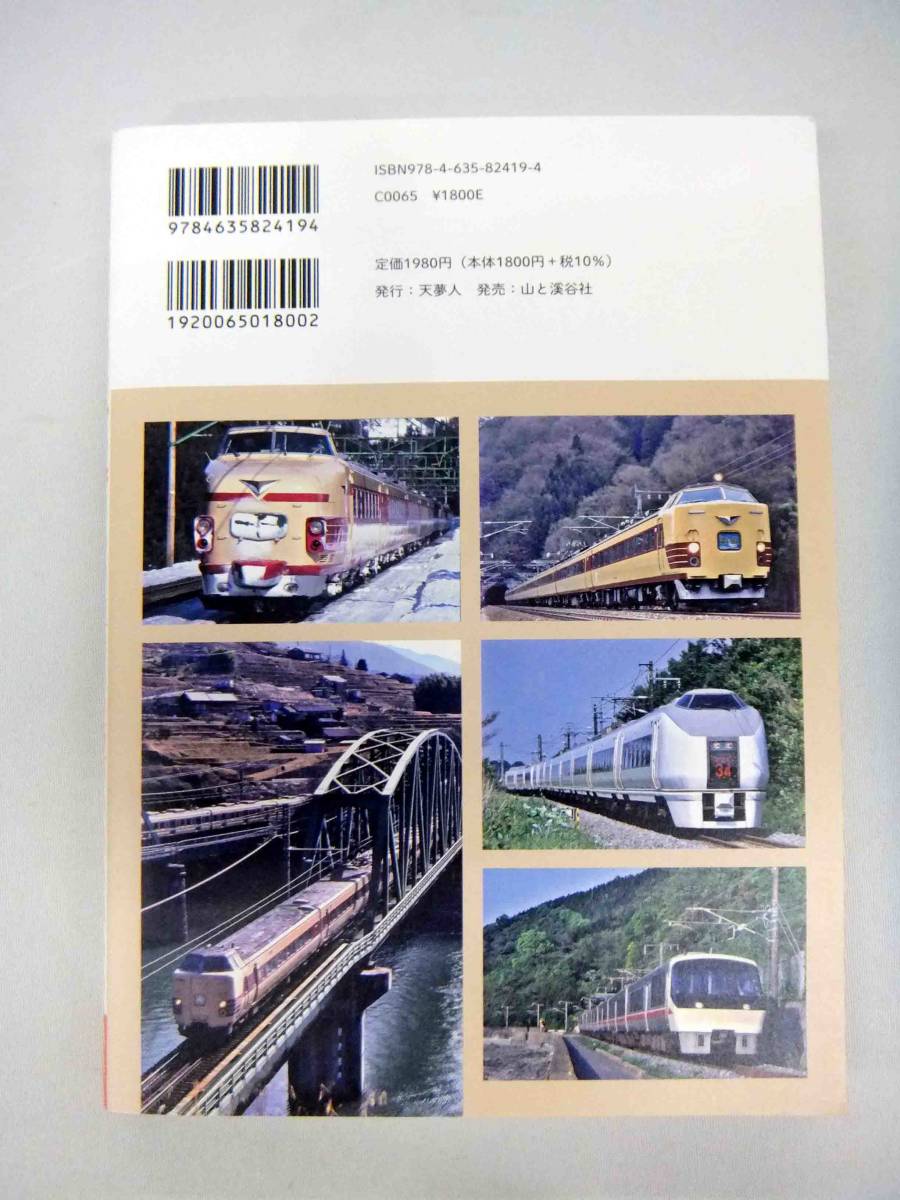 ISBN978-4-635-82419-4
C0065 ¥1800E
9784635824194
定価1980円（本体1800円＋税10%）
発行：天夢人 発売：山と溪谷社
1920065018002
34